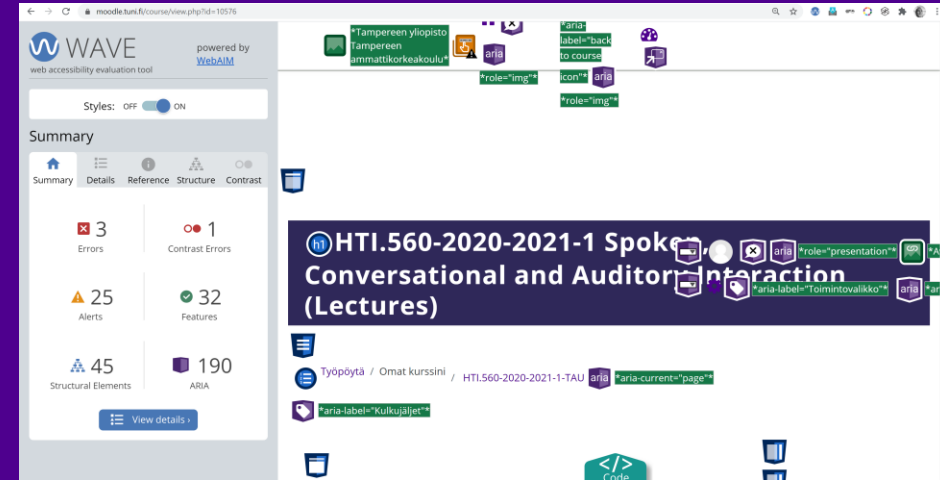 moodle.tuni.fi/course/view.php?id=10576
WAVE
web accessibility evaluation tool
powered by
WebAIM
Styles: OFF ON
Summary
Summary Details Reference Structure Contrast
3
Errors
1
Contrast Errors
25
Alerts
32
Features
45
Structural Elements
190
ARIA
View details ›
*Tampereen yliopisto
Tampereen
ammattikorkeakoulu*
aria
*role="img"*
*aria-
label="back
to course
icon"* aria
*role="img"*
h1 HTI.560-2020-2021-1 Spoken,
Conversational and Auditory Interaction
(Lectures)
aria *role="presentation"*
*aria-label="Toimintovalikko"* aria
Työpöytä / Omat kurssini / HTI.560-2020-2021-1-TAU aria *aria-current="page"*
*aria-label="Kulkujäljet"*
</>
Code